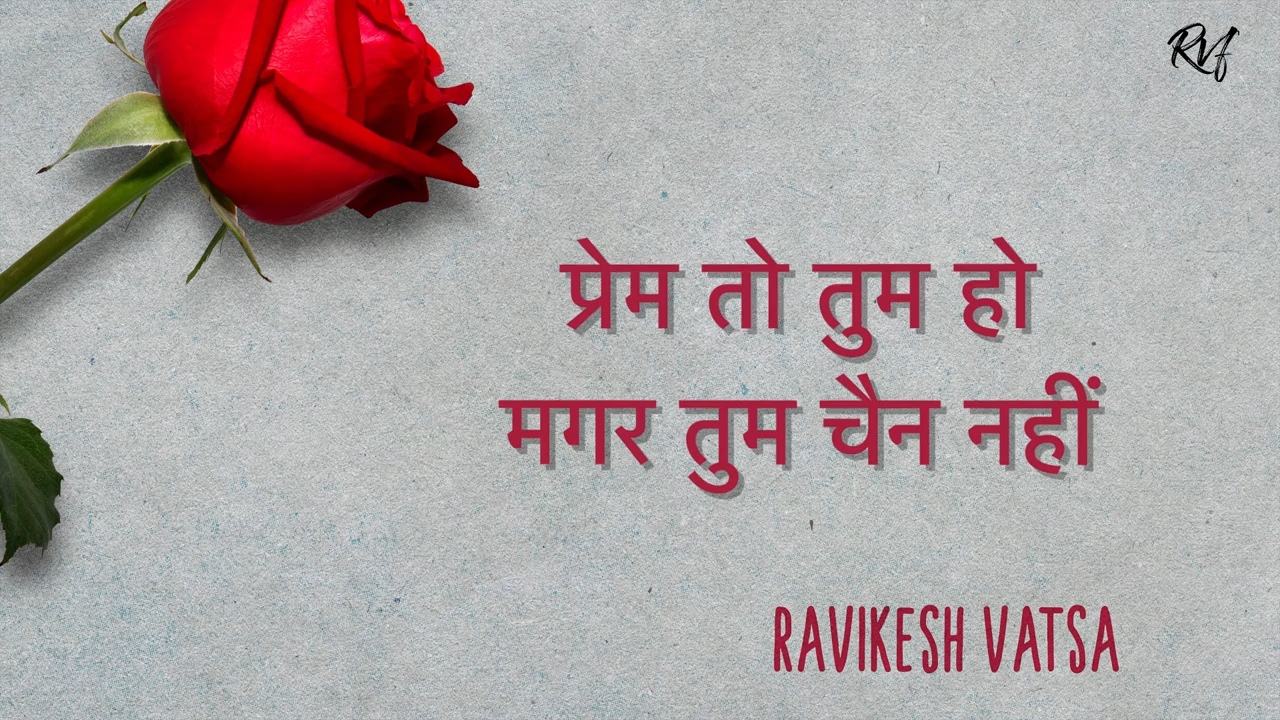 RVf
प्रेम तो तुम हो
मगर तुम चैन नहीं
RAVIKESH VATSA